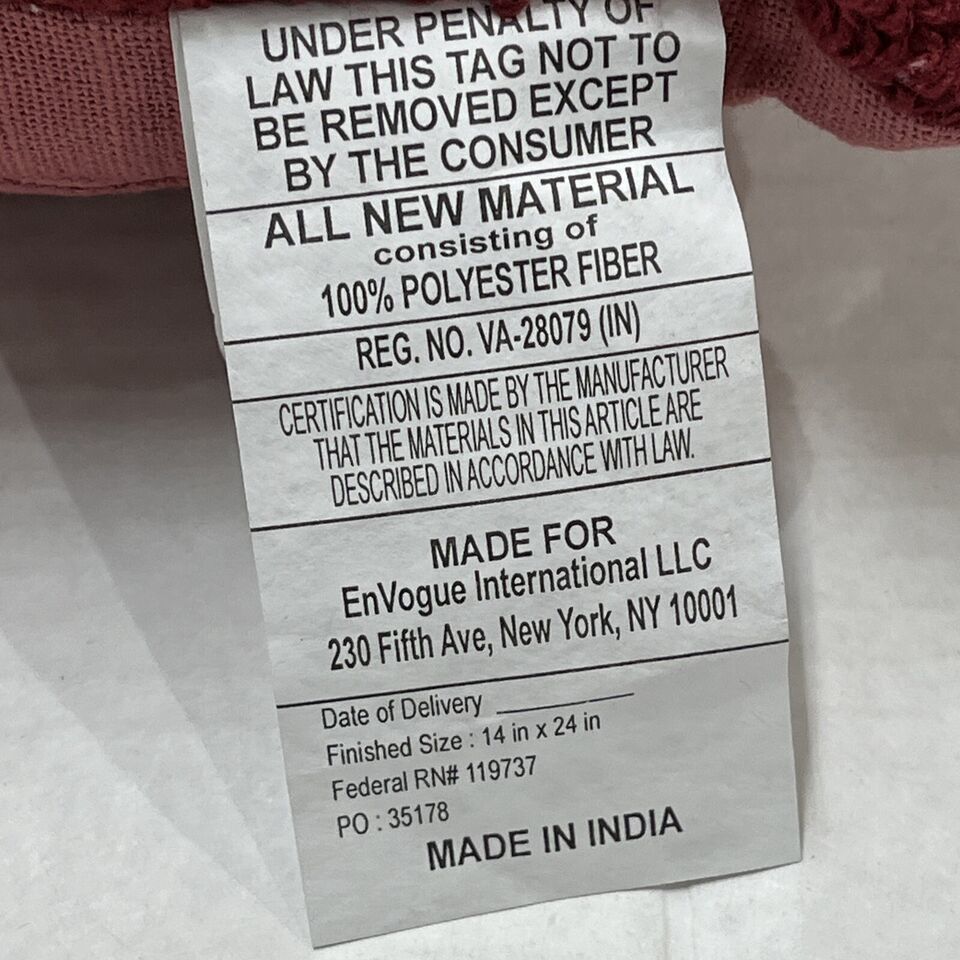 UNDER PENALTY OF
LAW THIS TAG NOT TO
BE REMOVED EXCEPT
BY THE CONSUMER
ALL NEW MATERIAL
consisting of
100% POLYESTER FIBER
REG. NO. VA-28079 (IN)
CERTIFICATION IS MADE BY THE MANUFACTURER
THAT THE MATERIALS IN THIS ARTICLE ARE
DESCRIBED IN ACCORDANCE WITH LAW.
MADE FOR
EnVogue International LLC
230 Fifth Ave, New York, NY 10001
Date of Delivery ________
Finished Size : 14 in x 24 in
Federal RN# 119737
PO : 35178
MADE IN INDIA